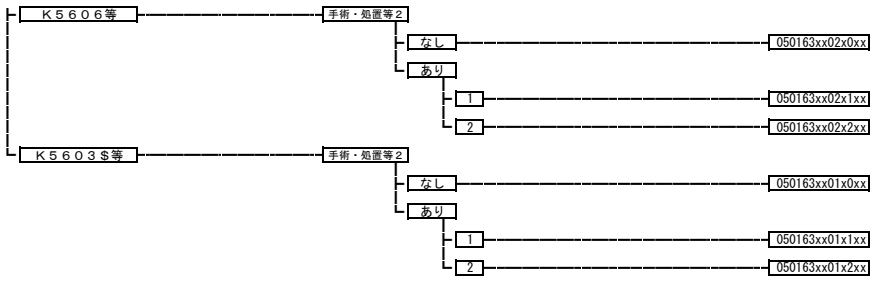 Ｋ５６０６等 手術・処置等２
なし 050163xx02x0xx
あり
1 050163xx02x1xx
2 050163xx02x2xx
Ｋ５６０３＄等 手術・処置等２
なし 050163xx01x0xx
あり
1 050163xx01x1xx
2 050163xx01x2xx